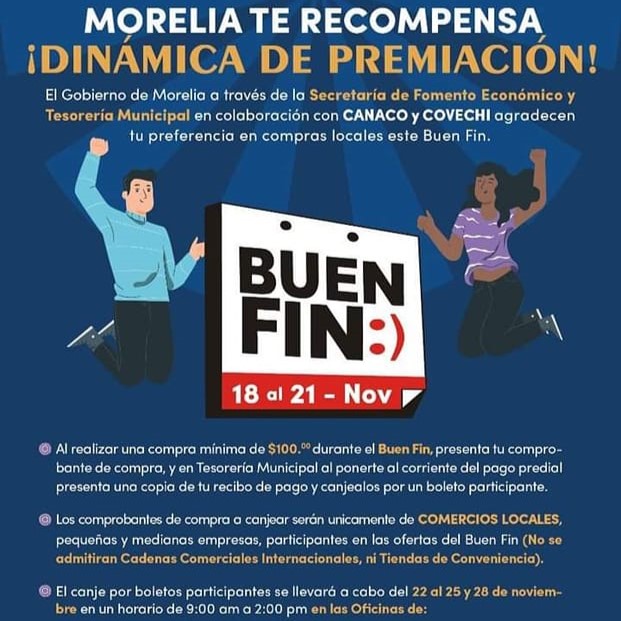 MORELIA TE RECOMPENSA
¡DINÁMICA DE PREMIACIÓN!
El Gobierno de Morelia a través de la Secretaría de Fomento Económico y
Tesorería Municipal en colaboración con CANACO y COVECHI agradecen
tu preferencia en compras locales este Buen Fin.
BUEN
FIN:)
18 al 21 - Nov
Al realizar una compra mínima de $100.00 durante el Buen Fin, presenta tu compro-
bante de compra, y en Tesorería Municipal al ponerte al corriente del pago predial
presenta una copia de tu recibo de pago y canjealos por un boleto participante.
Los comprobantes de compra a canjear serán unicamente de COMERCIOS LOCALES,
pequeñas y medianas empresas, participantes en las ofertas del Buen Fin (No se
admitiran Cadenas Comerciales Internacionales, ni Tiendas de Conveniencia).
El canje por boletos participantes se llevará a cabo del 22 al 25 y 28 de noviem-
bre en un horario de 9:00 am a 2:00 pm en las Oficinas de: